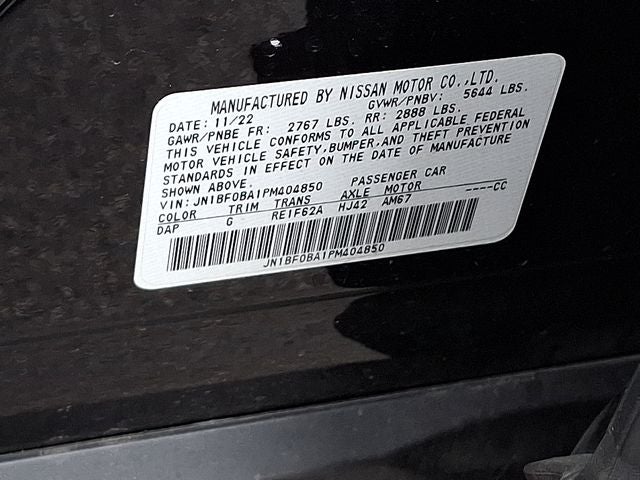 MANUFACTURED BY NISSAN MOTOR CO.,LTD.
DATE: 11/22 GVWR/PNBV: 5644 LBS.
GAWR/PNBE FR: 2767 LBS. RR: 2888 LBS.
THIS VEHICLE CONFORMS TO ALL APPLICABLE FEDERAL
MOTOR VEHICLE SAFETY,BUMPER,AND THEFT PREVENTION
STANDARDS IN EFFECT ON THE DATE OF MANUFACTURE
SHOWN ABOVE.
VIN: JN1BF0BA1PM404850 PASSENGER CAR
COLOR TRIM TRANS AXLE MOTOR ----CC
DAP G RE1F62A HJ42 AM67
JN1BF0BA1PM404850